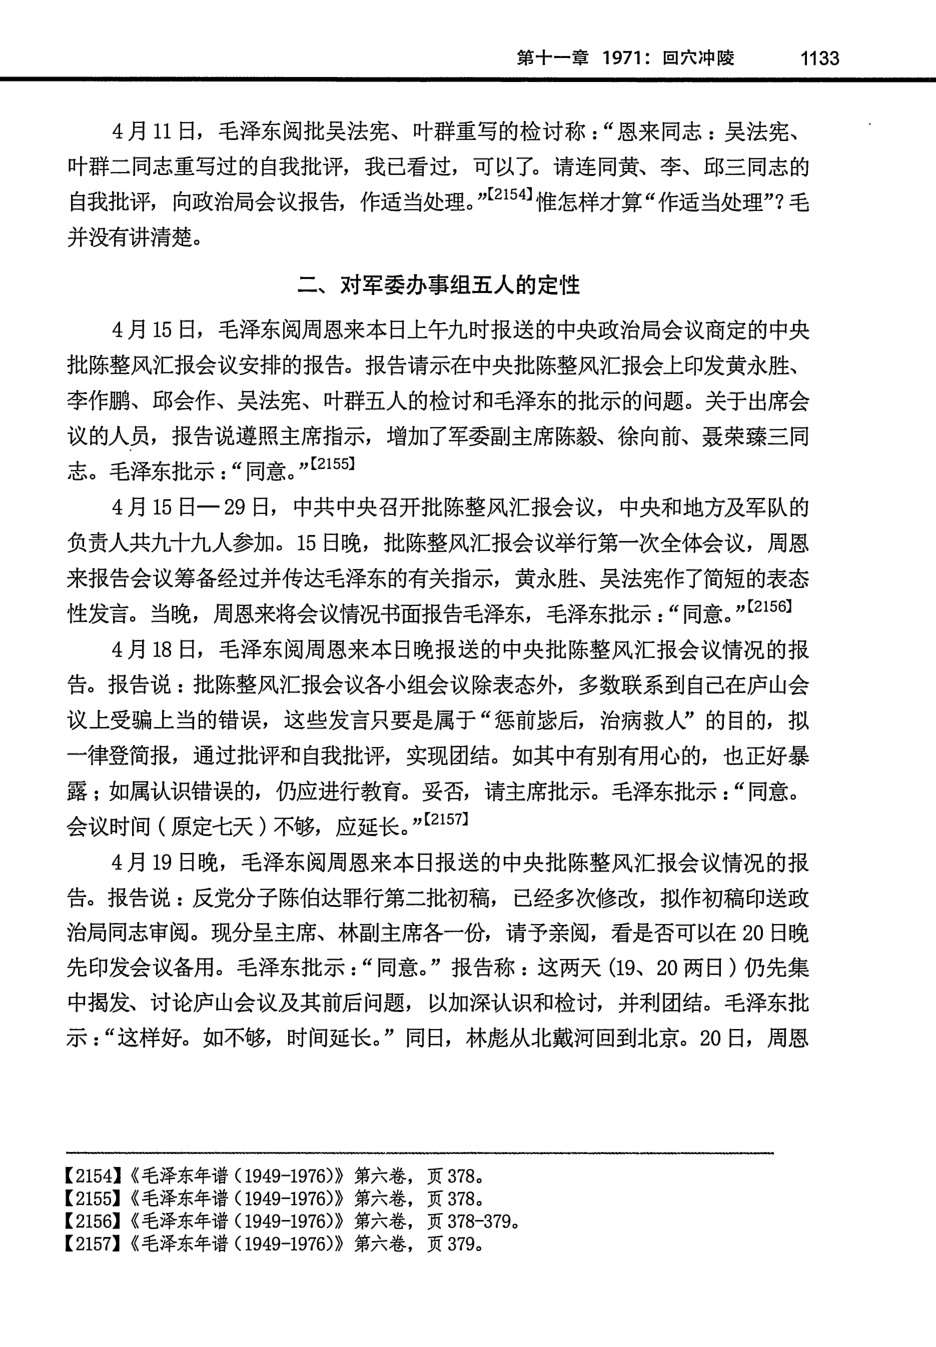 第十一章 1971：回穴冲陵 1133
4月11日，毛泽东阅批吴法宪、叶群重写的检讨称：“恩来同志：吴法宪、
叶群二同志重写过的自我批评，我已看过，可以了。请连同黄、李、邱三同志的
自我批评，向政治局会议报告，作适当处理。”【2154】惟怎样才算“作适当处理”？毛
并没有讲清楚。
二、对军委办事组五人的定性
4月15日，毛泽东阅周恩来本日上午九时报送的中央政治局会议商定的中央
批陈整风汇报会议安排的报告。报告请示在中央批陈整风汇报会上印发黄永胜、
李作鹏、邱会作、吴法宪、叶群五人的检讨和毛泽东的批示的问题。关于出席会
议的人员，报告说遵照主席指示，增加了军委副主席陈毅、徐向前、聂荣臻三同
志。毛泽东批示：“同意。”【2155】
4月15日—29日，中共中央召开批陈整风汇报会议，中央和地方及军队的
负责人共九十九人参加。15日晚，批陈整风汇报会议举行第一次全体会议，周恩
来报告会议筹备经过并传达毛泽东的有关指示，黄永胜、吴法宪作了简短的表态
性发言。当晚，周恩来将会议情况书面报告毛泽东，毛泽东批示：“同意。”【2156】
4月18日，毛泽东阅周恩来本日晚报送的中央批陈整风汇报会议情况的报
告。报告说：批陈整风汇报会议各小组会议除表态外，多数联系到自己在庐山会
议上受骗上当的错误，这些发言只要是属于“惩前毖后，治病救人”的目的，拟
一律登简报，通过批评和自我批评，实现团结。如其中有别有用心的，也正好暴
露；如属认识错误的，仍应进行教育。妥否，请主席批示。毛泽东批示：“同意。
会议时间（原定七天）不够，应延长。”【2157】
4月19日晚，毛泽东阅周恩来本日报送的中央批陈整风汇报会议情况的报
告。报告说：反党分子陈伯达罪行第二批初稿，已经多次修改，拟作初稿印送政
治局同志审阅。现分呈主席、林副主席各一份，请予亲阅，看是否可以在20日晚
先印发会议备用。毛泽东批示：“同意。”报告称：这两天（19、20两日）仍先集
中揭发、讨论庐山会议及其前后问题，以加深认识和检讨，并利团结。毛泽东批
示：“这样好。如不够，时间延长。”同日，林彪从北戴河回到北京。20日，周恩
【2154】《毛泽东年谱（1949-1976）》第六卷，页378。
【2155】《毛泽东年谱（1949-1976）》第六卷，页378。
【2156】《毛泽东年谱（1949-1976）》第六卷，页378-379。
【2157】《毛泽东年谱（1949-1976）》第六卷，页379。